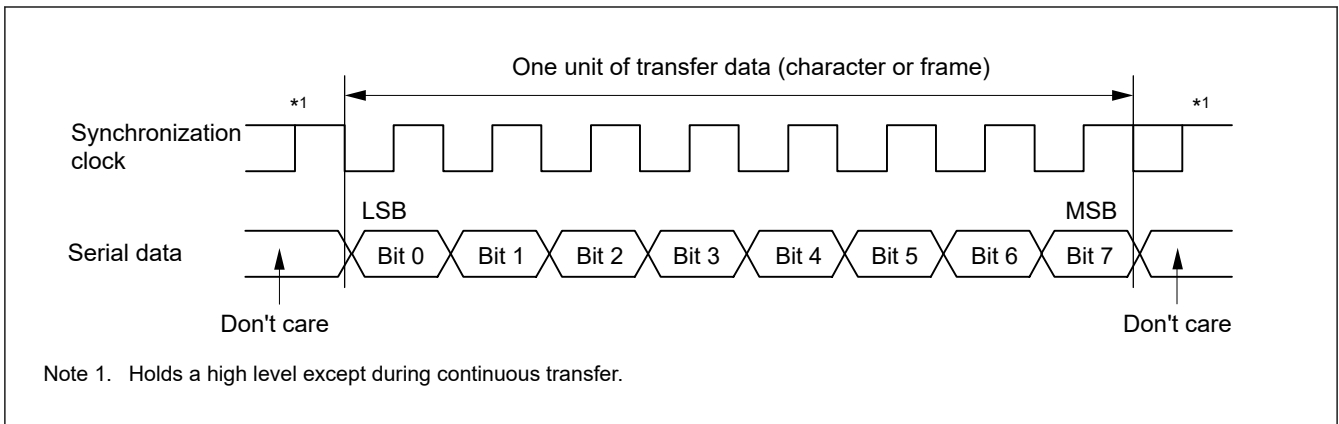 One unit of transfer data (character or frame)
*1 *1
Synchronization
clock
LSB MSB
Serial data Bit 0 Bit 1 Bit 2 Bit 3 Bit 4 Bit 5 Bit 6 Bit 7
Don't care Don't care
Note 1. Holds a high level except during continuous transfer.